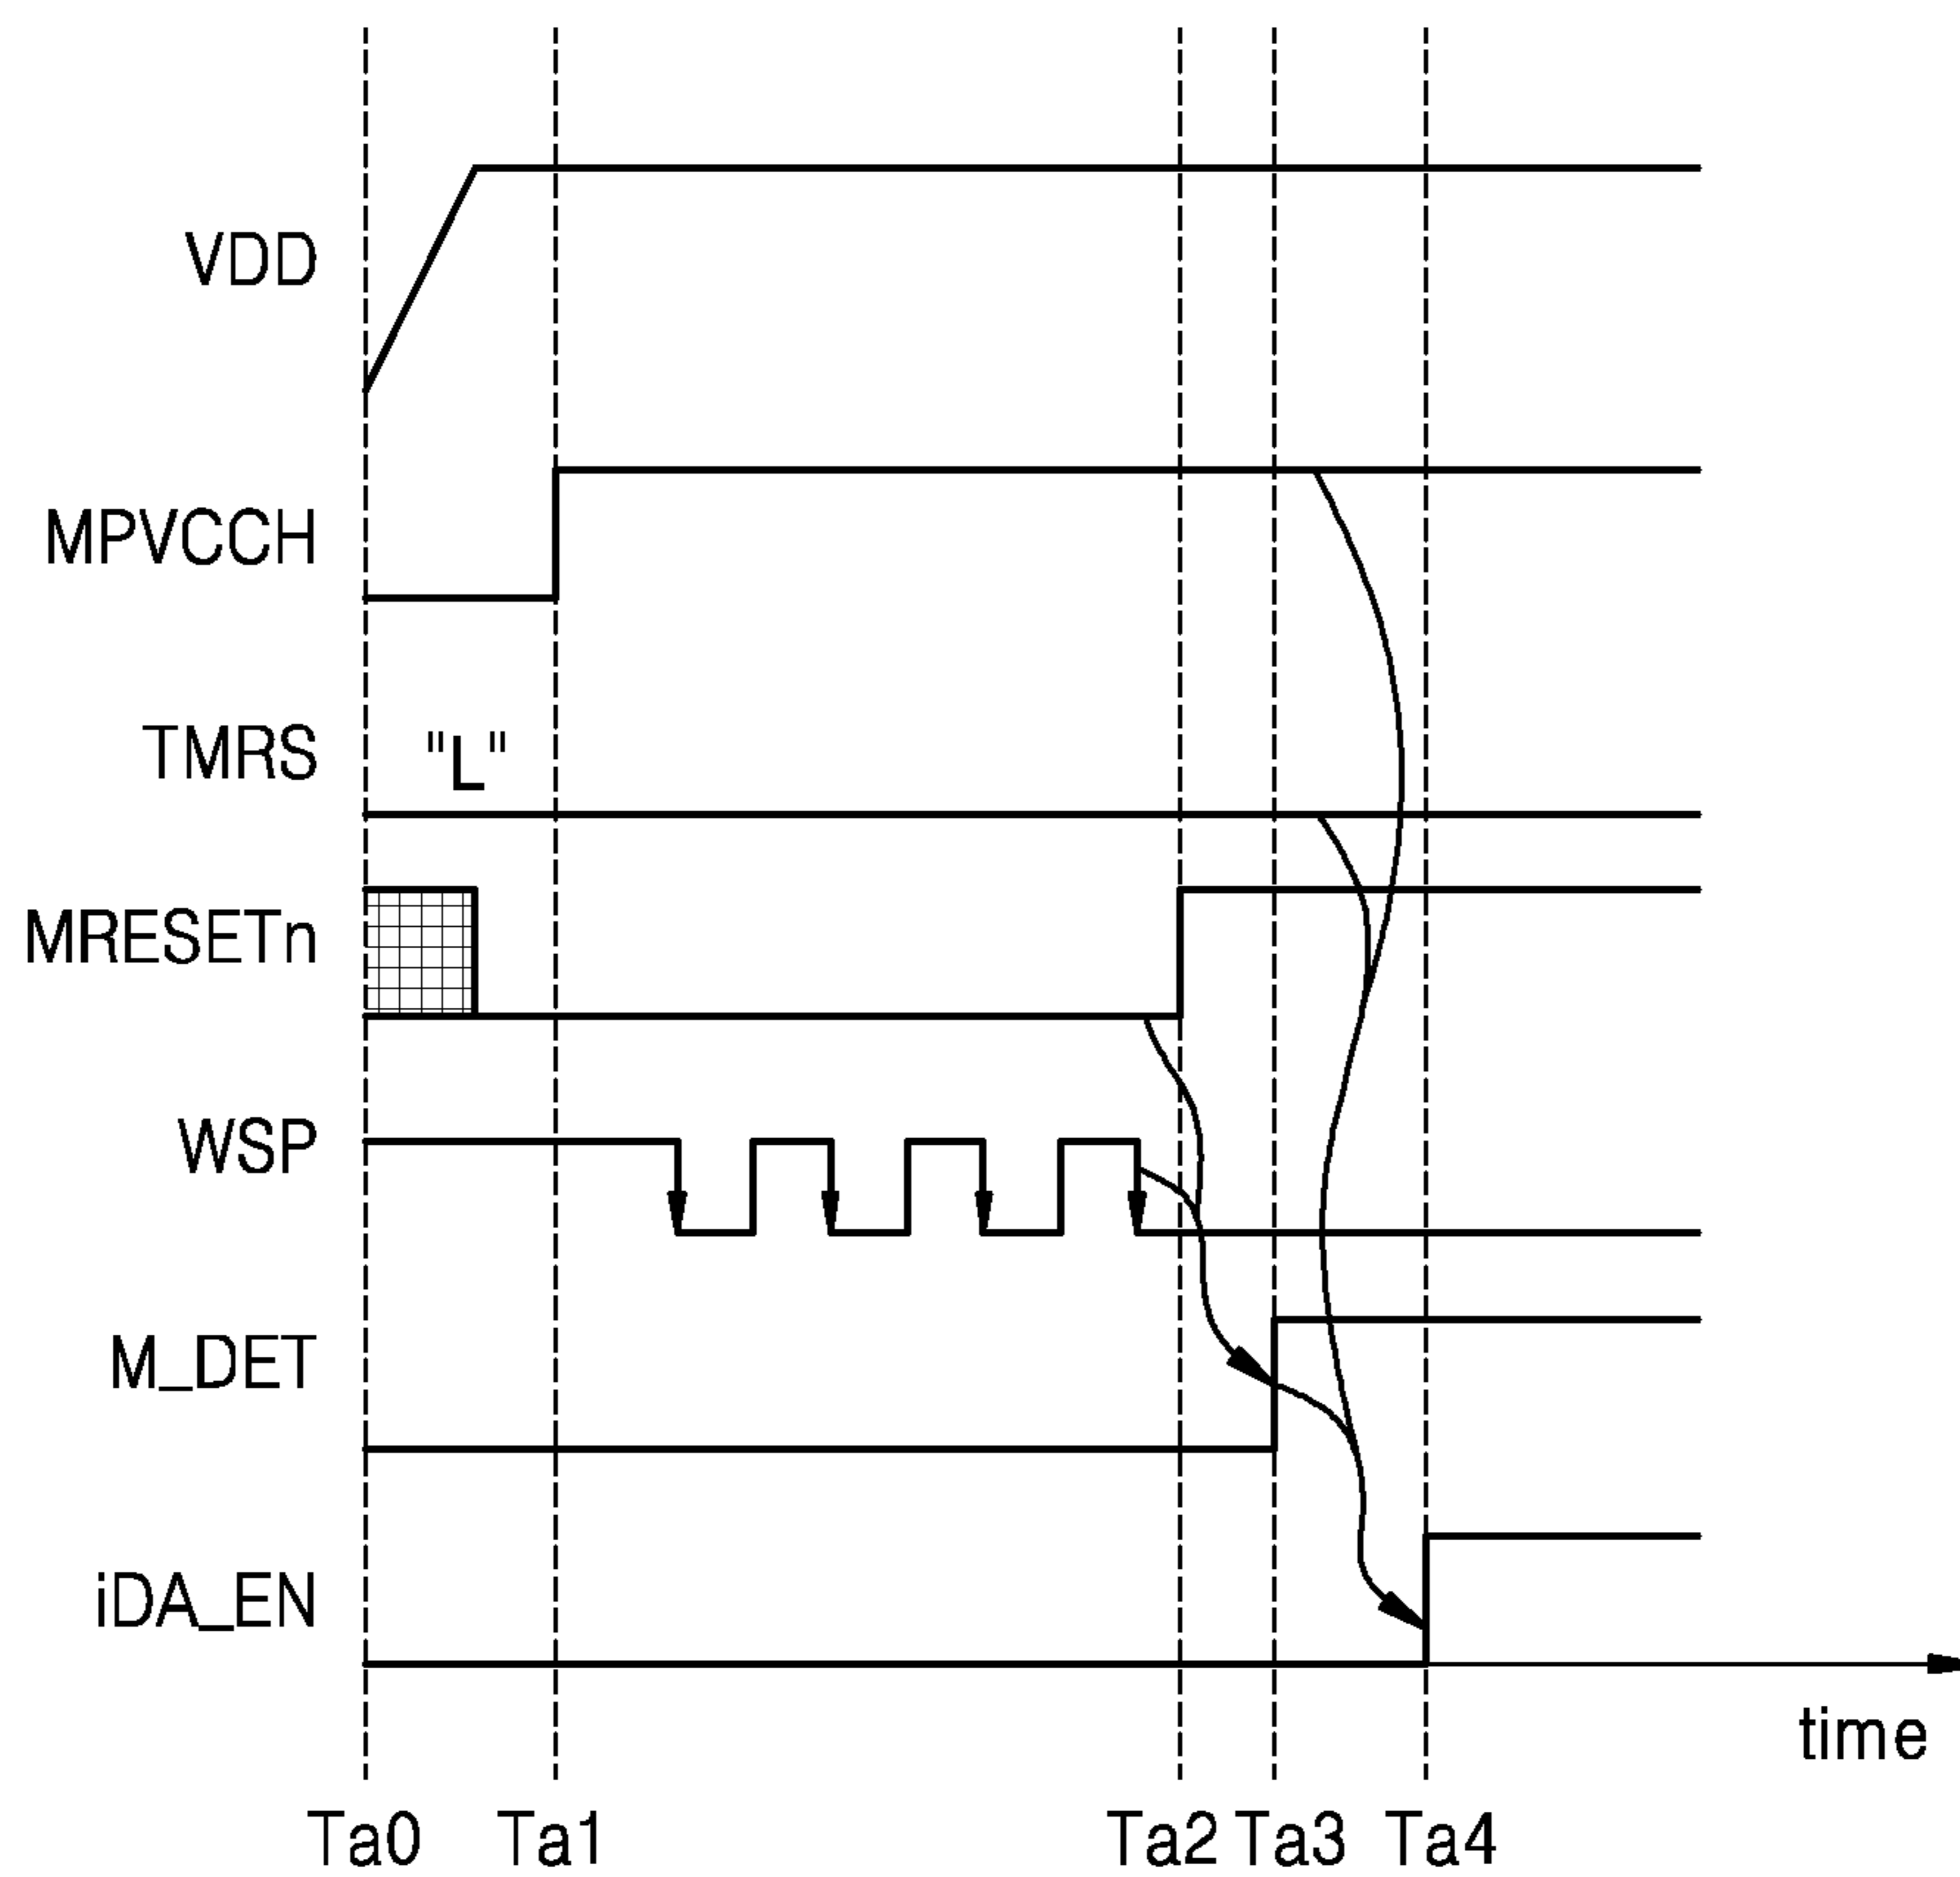 VDD
MPVCCH
TMRS "L"
MRESETn
WSP
M_DET
iDA_EN
time
Ta0 Ta1 Ta2 Ta3 Ta4